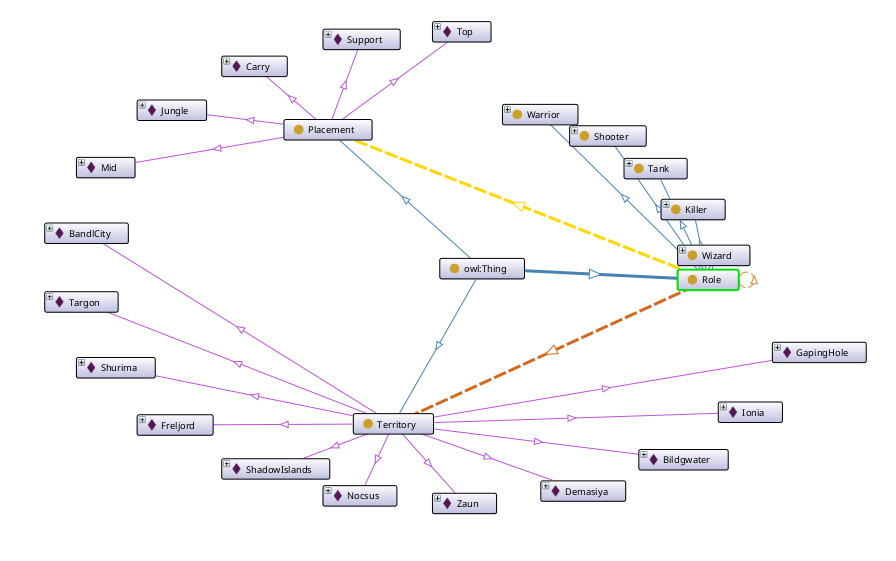 Top
Support
Carry
Jungle
Warrior
Placement
Shooter
Mid
Tank
Killer
BandlCity
Wizard
owl:Thing
Role
Targon
GapingHole
Shurima
Ionia
Freljord
Territory
Bildgwater
ShadowIslands
Demasiya
Nocsus
Zaun